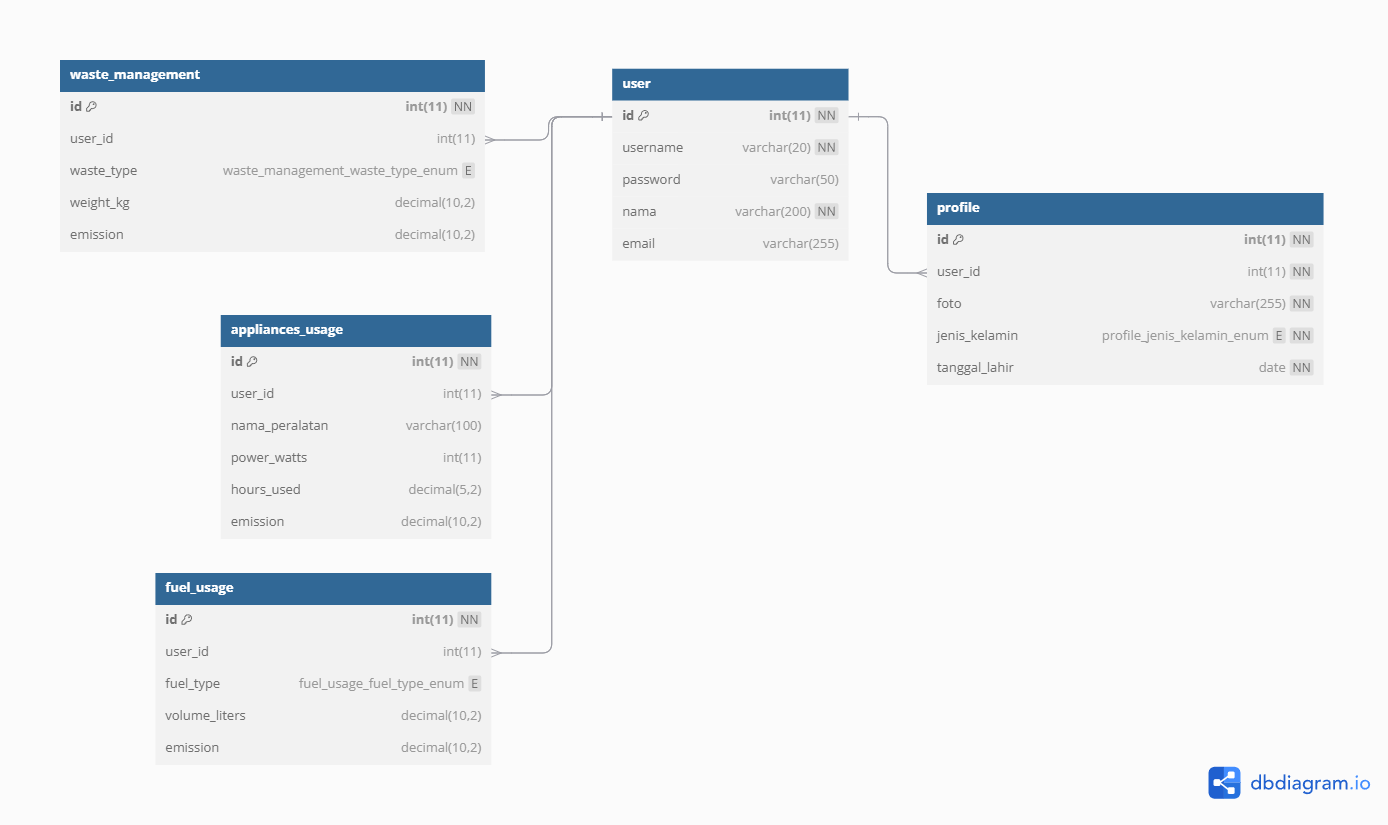 waste_management
id int(11) NN
user_id int(11)
waste_type waste_management_waste_type_enum E
weight_kg decimal(10,2)
emission decimal(10,2)
user
id int(11) NN
username varchar(20) NN
password varchar(50)
nama varchar(200) NN
email varchar(255)
profile
id int(11) NN
user_id int(11) NN
foto varchar(255) NN
jenis_kelamin profile_jenis_kelamin_enum E NN
tanggal_lahir date NN
appliances_usage
id int(11) NN
user_id int(11)
nama_peralatan varchar(100)
power_watts int(11)
hours_used decimal(5,2)
emission decimal(10,2)
fuel_usage
id int(11) NN
user_id int(11)
fuel_type fuel_usage_fuel_type_enum E
volume_liters decimal(10,2)
emission decimal(10,2)
dbdiagram.io